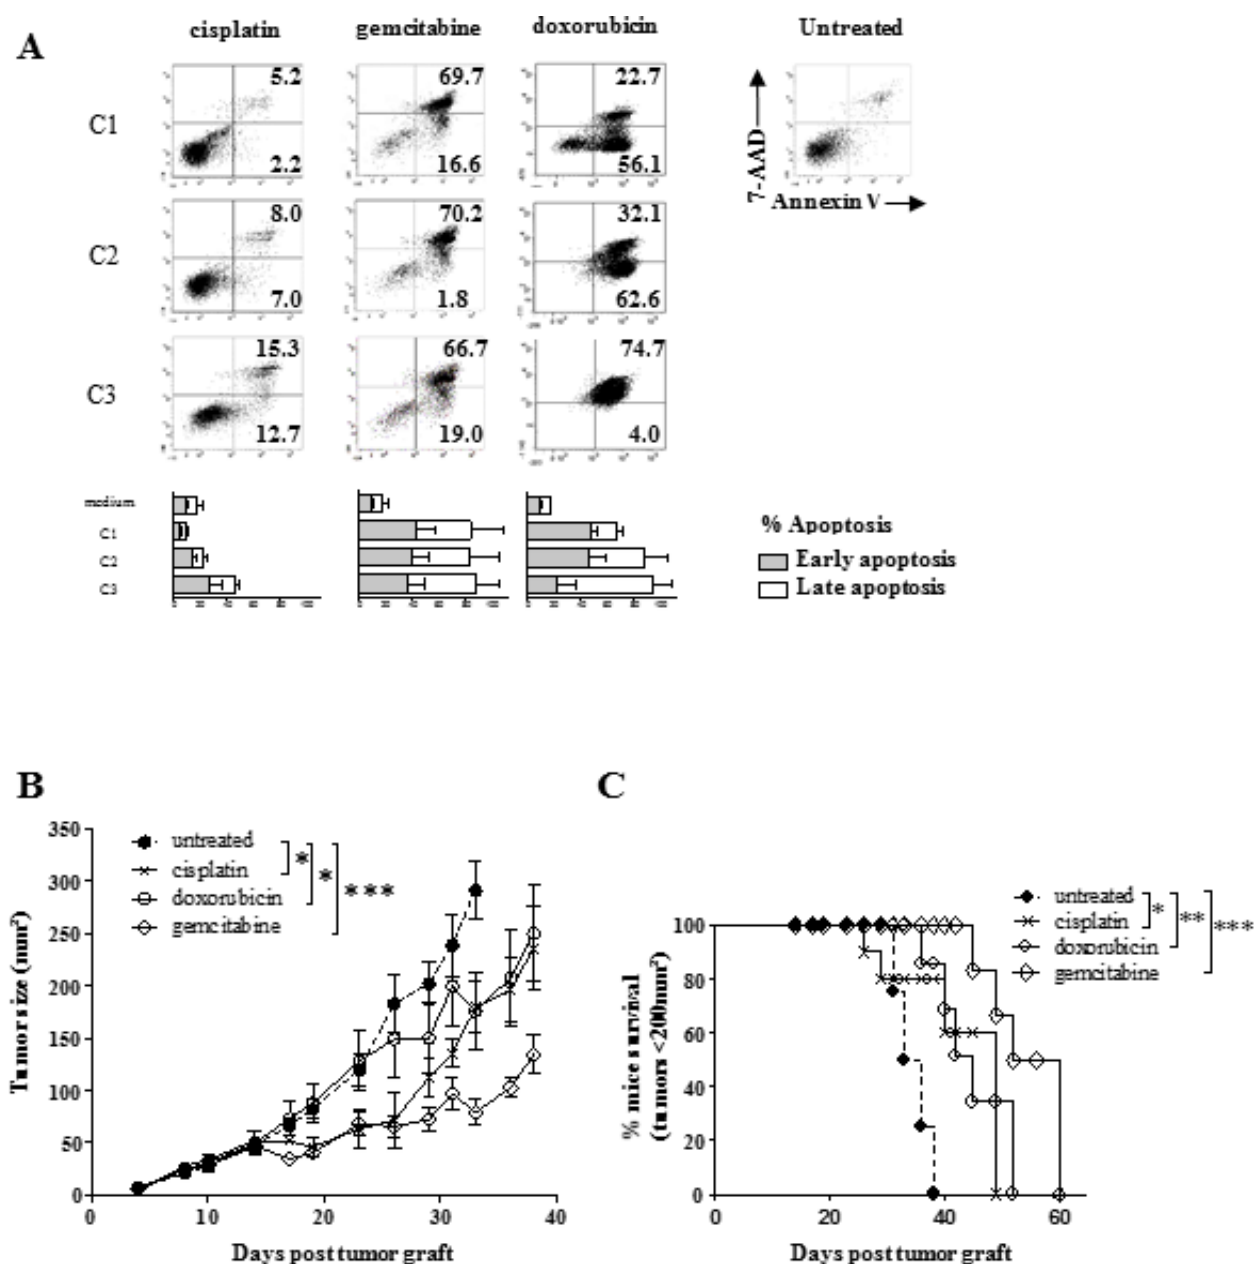 A
cisplatin gemcitabine doxorubicin Untreated
C1
5.2 69.7 22.7
2.2 16.6 56.1
7-AAD
Annexin V
C2
8.0 70.2 32.1
7.0 1.8 62.6
C3
15.3 66.7 74.7
12.7 19.0 4.0
medium
C1
C2
C3
% Apoptosis
Early apoptosis
Late apoptosis
B
untreated
cisplatin
doxorubicin
gemcitabine
* * ***
Tumor size (mm²)
350
300
250
200
150
100
50
0
0 10 20 30 40
Days post tumor graft
C
untreated
cisplatin
doxorubicin
gemcitabine
* ** ***
% mice survival
(tumors <200mm²)
100
80
60
40
20
0
0 20 40 60
Days post tumor graft